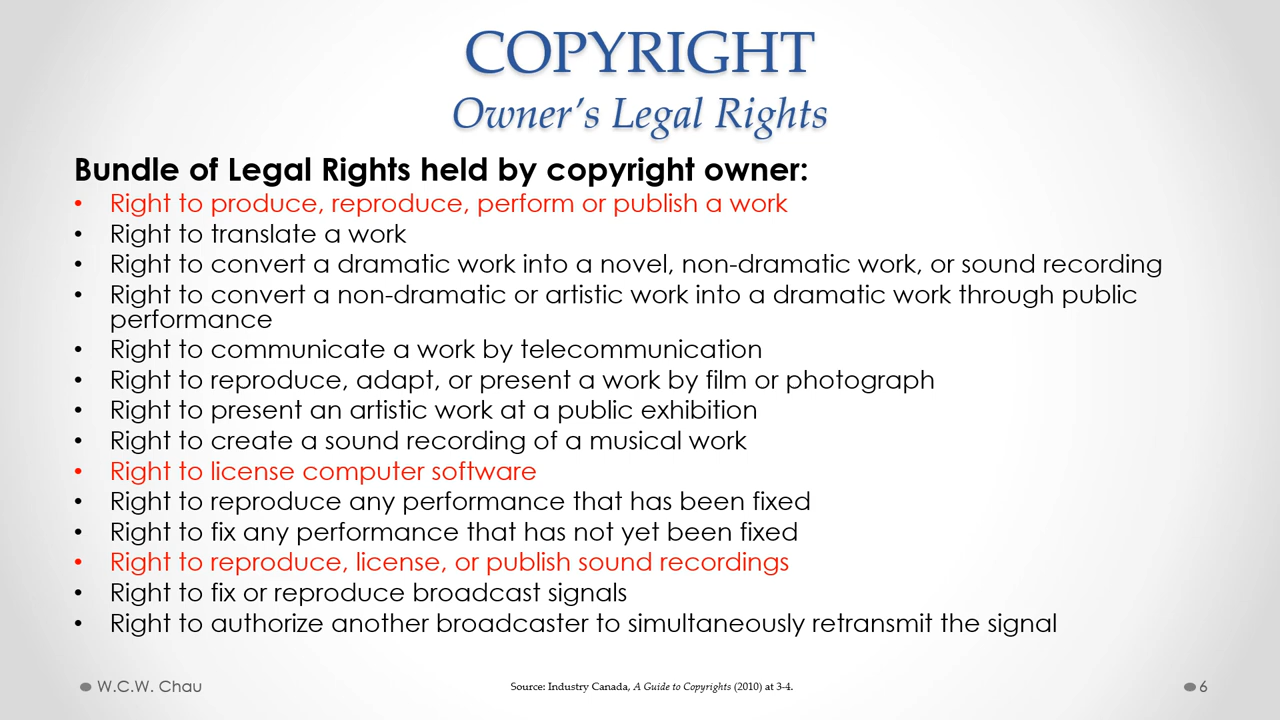 COPYRIGHT
Owner’s Legal Rights
Bundle of Legal Rights held by copyright owner:
• Right to produce, reproduce, perform or publish a work
• Right to translate a work
• Right to convert a dramatic work into a novel, non-dramatic work, or sound recording
• Right to convert a non-dramatic or artistic work into a dramatic work through public
performance
• Right to communicate a work by telecommunication
• Right to reproduce, adapt, or present a work by film or photograph
• Right to present an artistic work at a public exhibition
• Right to create a sound recording of a musical work
• Right to license computer software
• Right to reproduce any performance that has been fixed
• Right to fix any performance that has not yet been fixed
• Right to reproduce, license, or publish sound recordings
• Right to fix or reproduce broadcast signals
• Right to authorize another broadcaster to simultaneously retransmit the signal
W.C.W. Chau
Source: Industry Canada, A Guide to Copyrights (2010) at 3-4.
6